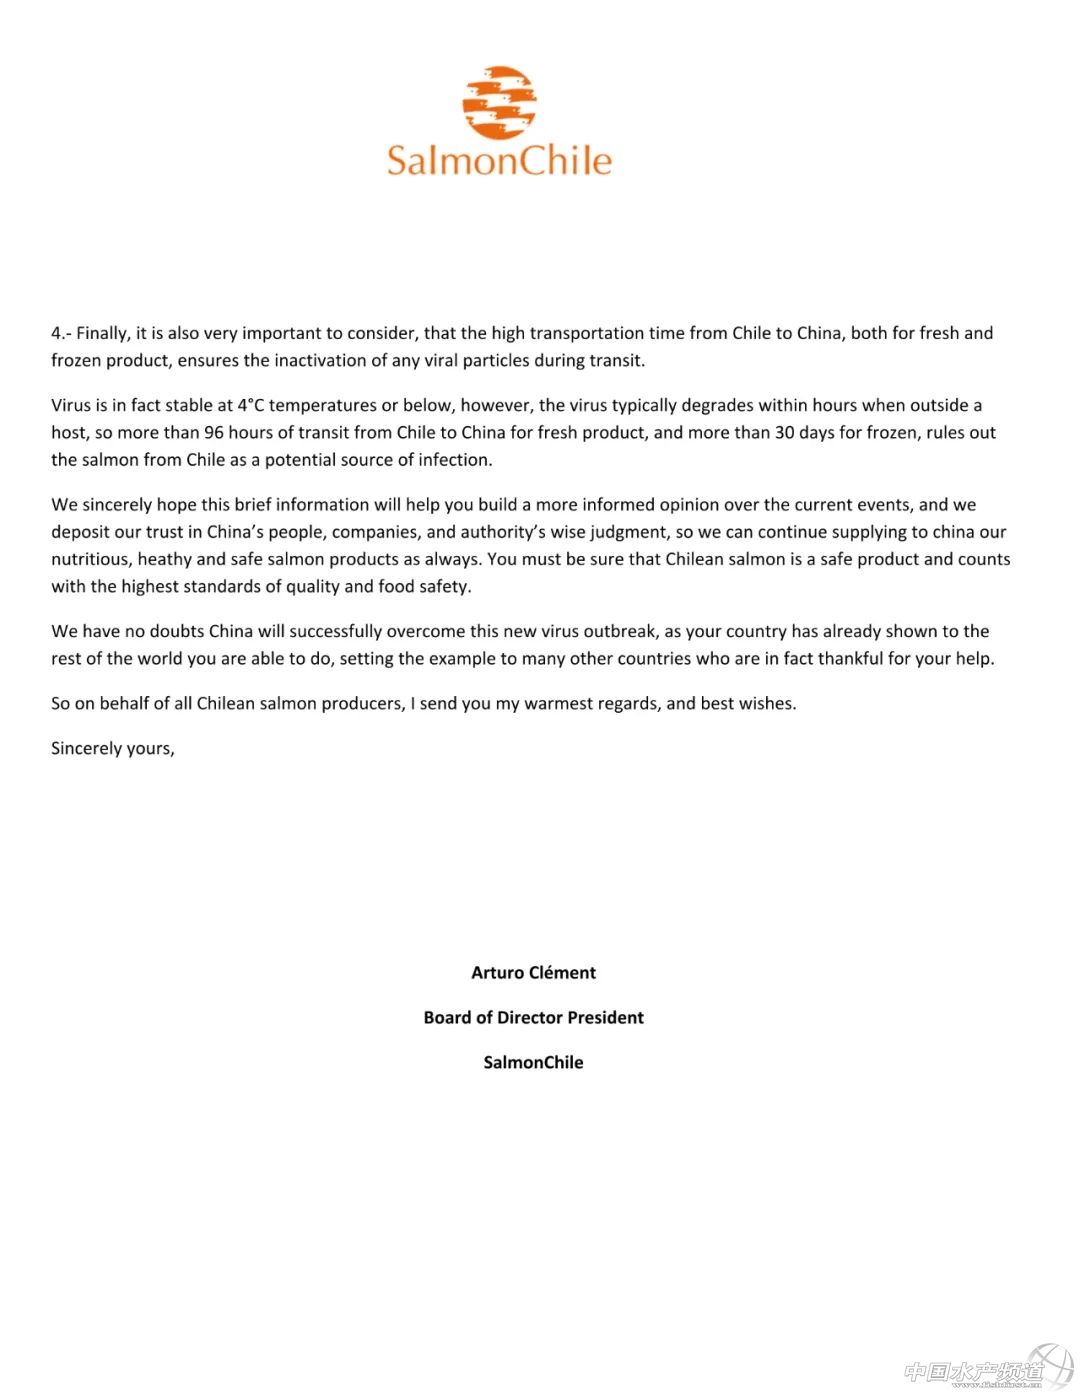 SalmonChile
4.- Finally, it is also very important to consider, that the high transportation time from Chile to China, both for fresh and
frozen product, ensures the inactivation of any viral particles during transit.
Virus is in fact stable at 4°C temperatures or below, however, the virus typically degrades within hours when outside a
host, so more than 96 hours of transit from Chile to China for fresh product, and more than 30 days for frozen, rules out
the salmon from Chile as a potential source of infection.
We sincerely hope this brief information will help you build a more informed opinion over the current events, and we
deposit our trust in China’s people, companies, and authority’s wise judgment, so we can continue supplying to china our
nutritious, heathy and safe salmon products as always. You must be sure that Chilean salmon is a safe product and counts
with the highest standards of quality and food safety.
We have no doubts China will successfully overcome this new virus outbreak, as your country has already shown to the
rest of the world you are able to do, setting the example to many other countries who are in fact thankful for your help.
So on behalf of all Chilean salmon producers, I send you my warmest regards, and best wishes.
Sincerely yours,
Arturo Clément
Board of Director President
SalmonChile
中国水产频道
www.fishfirst.cn